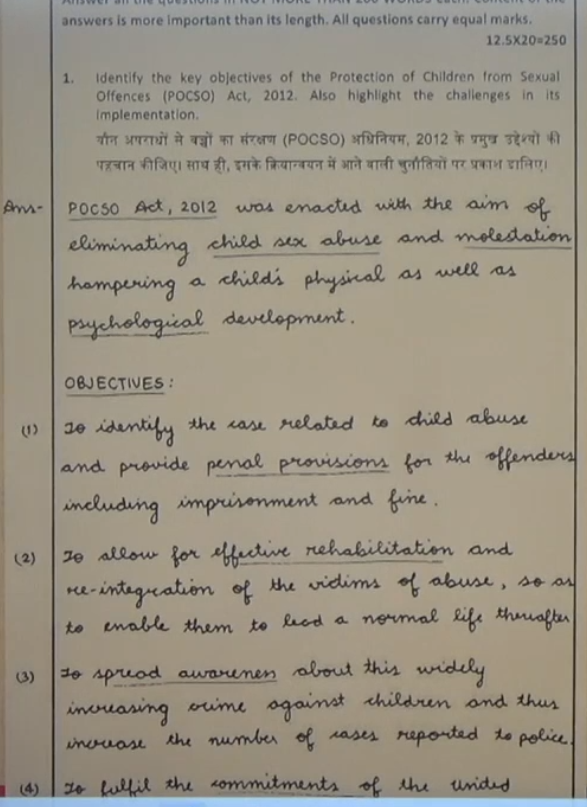 answers is more important than its length. All questions carry equal marks.
12.5X20=250
1. Identify the key objectives of the Protection of Children from Sexual
Offences (POCSO) Act, 2012. Also highlight the challenges in its
implementation.
यौन अपराधों से बच्चों का संरक्षण (POCSO) अधिनियम, 2012 के प्रमुख उद्देश्यों की
पहचान कीजिए। साथ ही, इसके क्रियान्वयन में आने वाली चुनौतियों पर प्रकाश डालिए।
Ans- POCSO Act, 2012 was enacted with the aim of
eliminating child sex abuse and molestation
hampering a child's physical as well as
psychological development.
OBJECTIVES :
(1) To identify the case related to child abuse
and provide penal provisions for the offenders
including imprisonment and fine.
(2) To allow for effective rehabilitation and
re-integration of the victims of abuse, so as
to enable them to lead a normal life thereafter
(3) To spread awareness about this widely
increasing crime against children and thus
increase the number of cases reported to police.
(4) To fulfil the commitments of the United